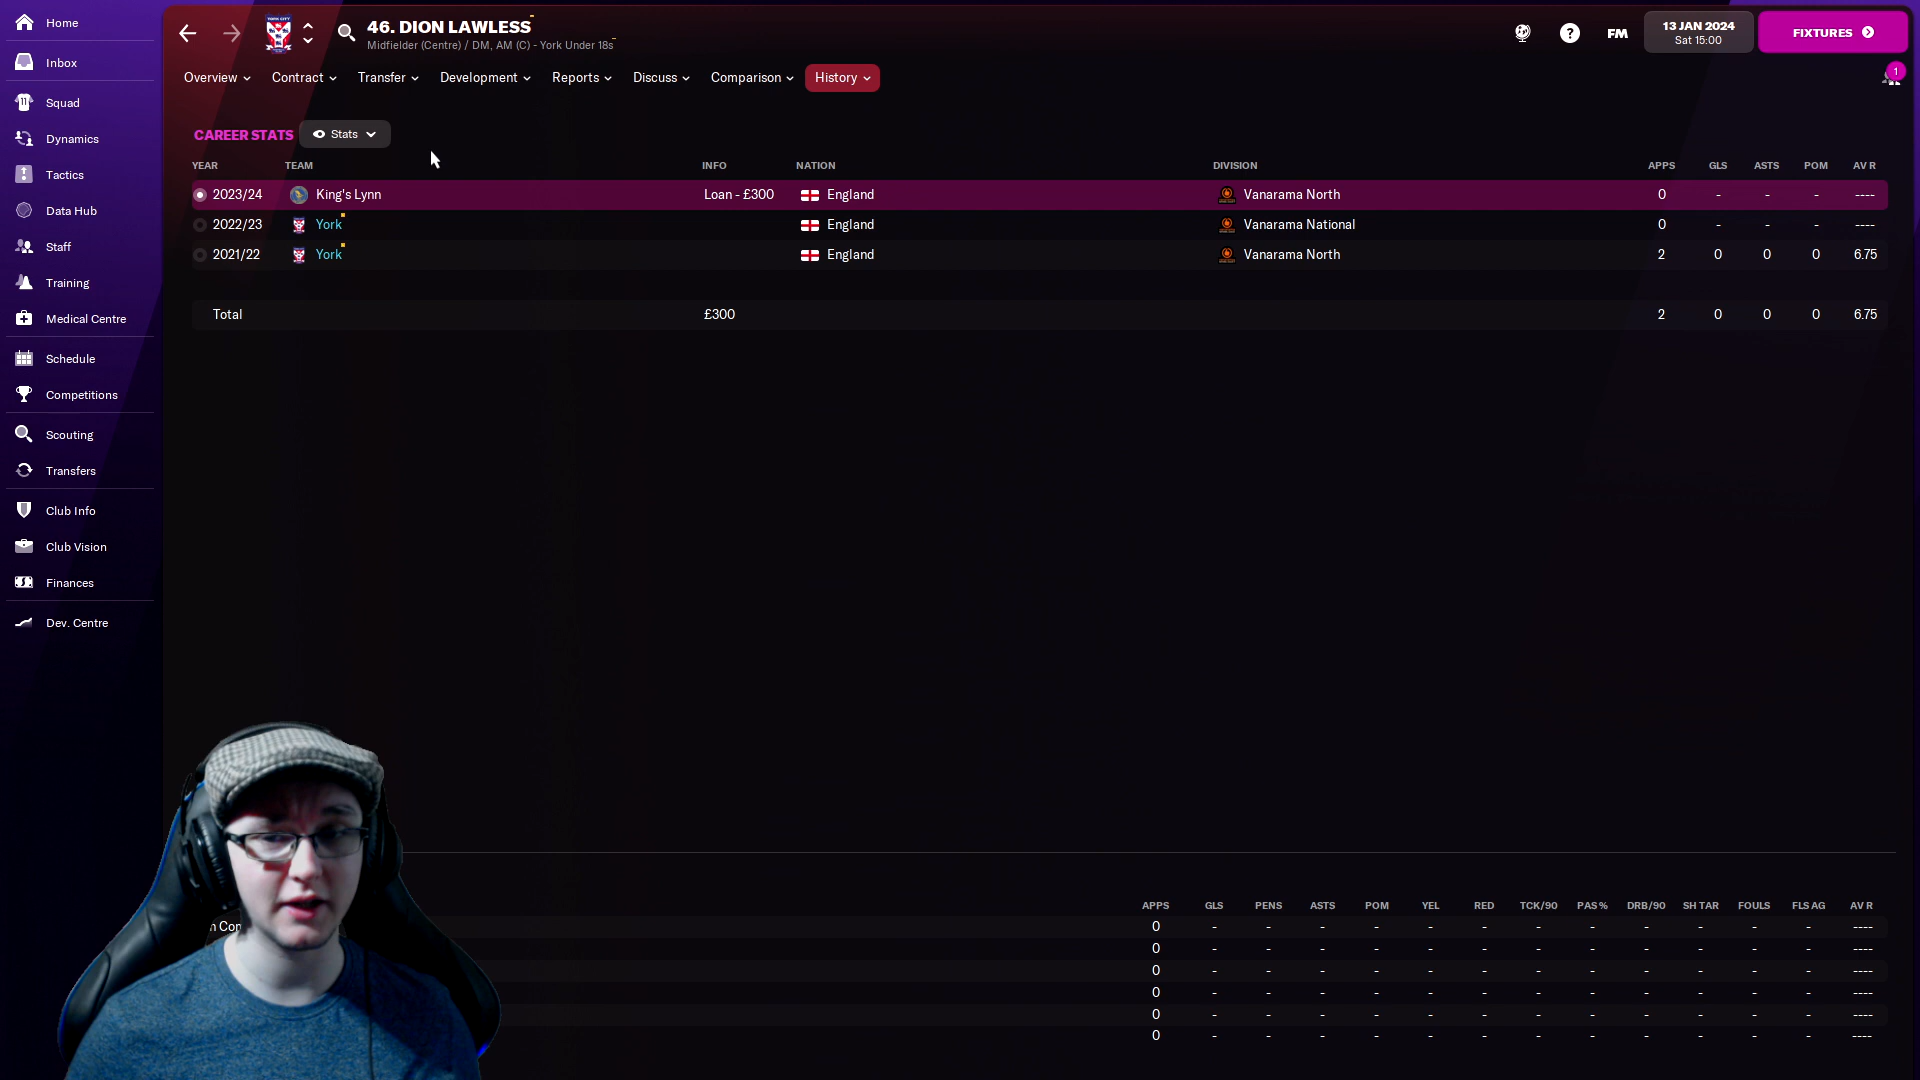 Home
Inbox
Squad
Dynamics
Tactics
Data Hub
Staff
Training
Medical Centre
Schedule
Competitions
Scouting
Transfers
Club Info
Club Vision
Finances
Dev. Centre
46. DION LAWLESS
Midfielder (Centre) / DM, AM (C) - York Under 18s
? FM
13 JAN 2024
Sat 15:00
FIXTURES
Overview Contract Transfer Development Reports Discuss Comparison History
1
CAREER STATS Stats
YEAR TEAM INFO NATION DIVISION APPS GLS ASTS POM AV R
2023/24 King's Lynn Loan - £300 England Vanarama North 0 - - - ----
2022/23 York England Vanarama National 0 - - - ----
2021/22 York England Vanarama North 2 0 0 0 6.75
Total £300 2 0 0 0 6.75
APPS GLS PENS ASTS POM YEL RED TCK/90 PAS % DRB/90 SH TAR FOULS FLS AG AV R
0 - - - - - - - - - - - - ----
0 - - - - - - - - - - - - ----
0 - - - - - - - - - - - - ----
0 - - - - - - - - - - - - ----
0 - - - - - - - - - - - - ----
0 - - - - - - - - - - - - ----